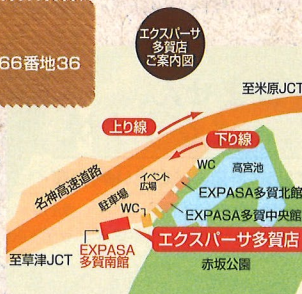 66番地36
エクスパーサ
多賀店
ご案内図
至米原JCT
上り線
下り線
名神高速道路
WC
高宮池
イベント
広場
駐車場
EXPASA多賀北館
WC
EXPASA多賀中央館
エクスパーサ多賀店
EXPASA
多賀南館
至草津JCT
赤坂公園